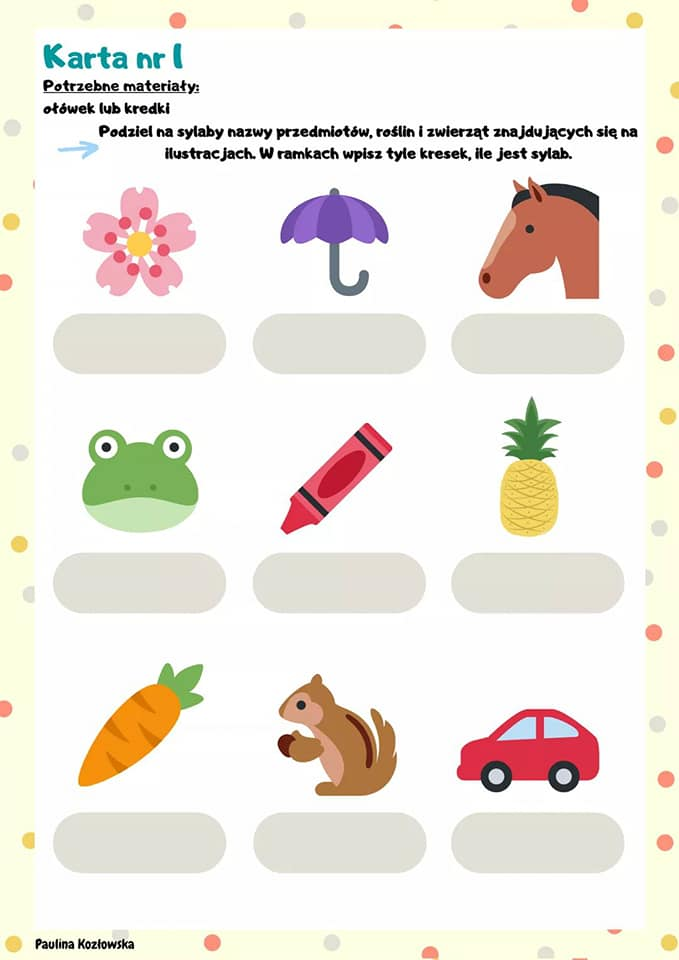 Karta nr 1
Potrzebne materiały:
ołówek lub kredki
Podziel na sylaby nazwy przedmiotów, roślin i zwierząt znajdujących się na
ilustracjach. W ramkach wpisz tyle kresek, ile jest sylab.
Paulina Kozłowska